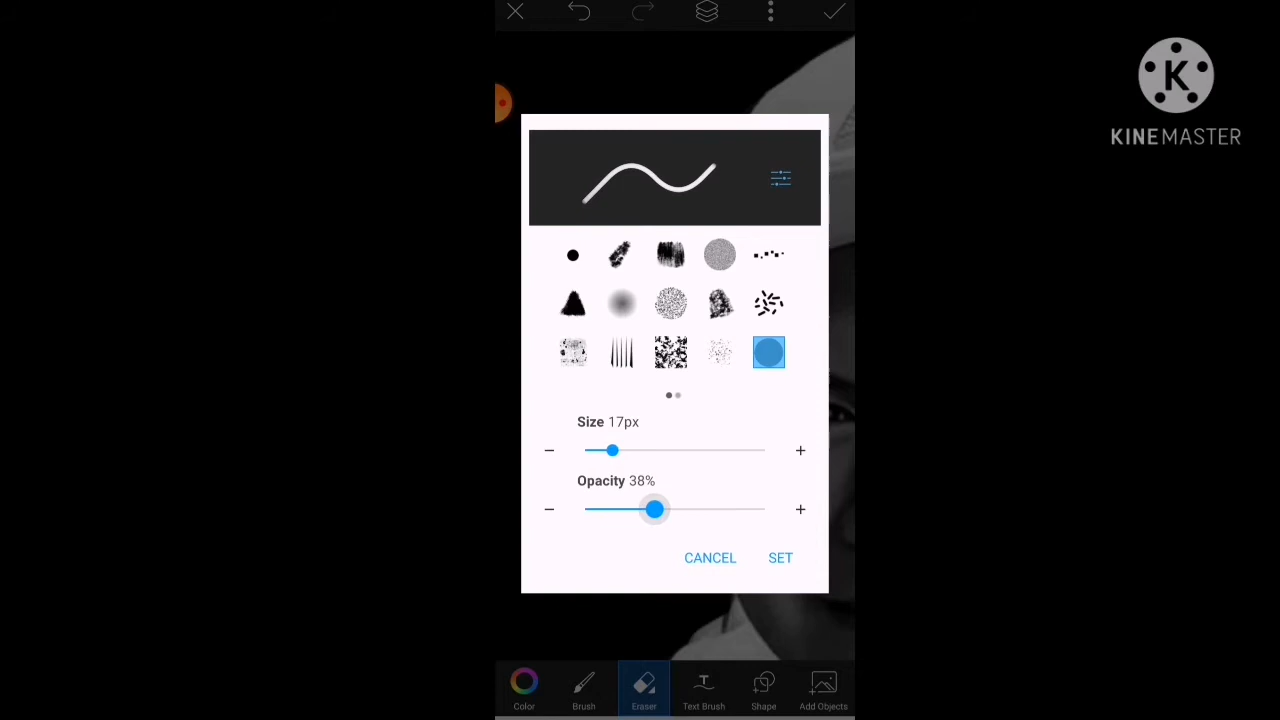 KINEMASTER
Size 17px
Opacity 38%
CANCEL SET
Color Brush Eraser Text Brush Shape Add Objects